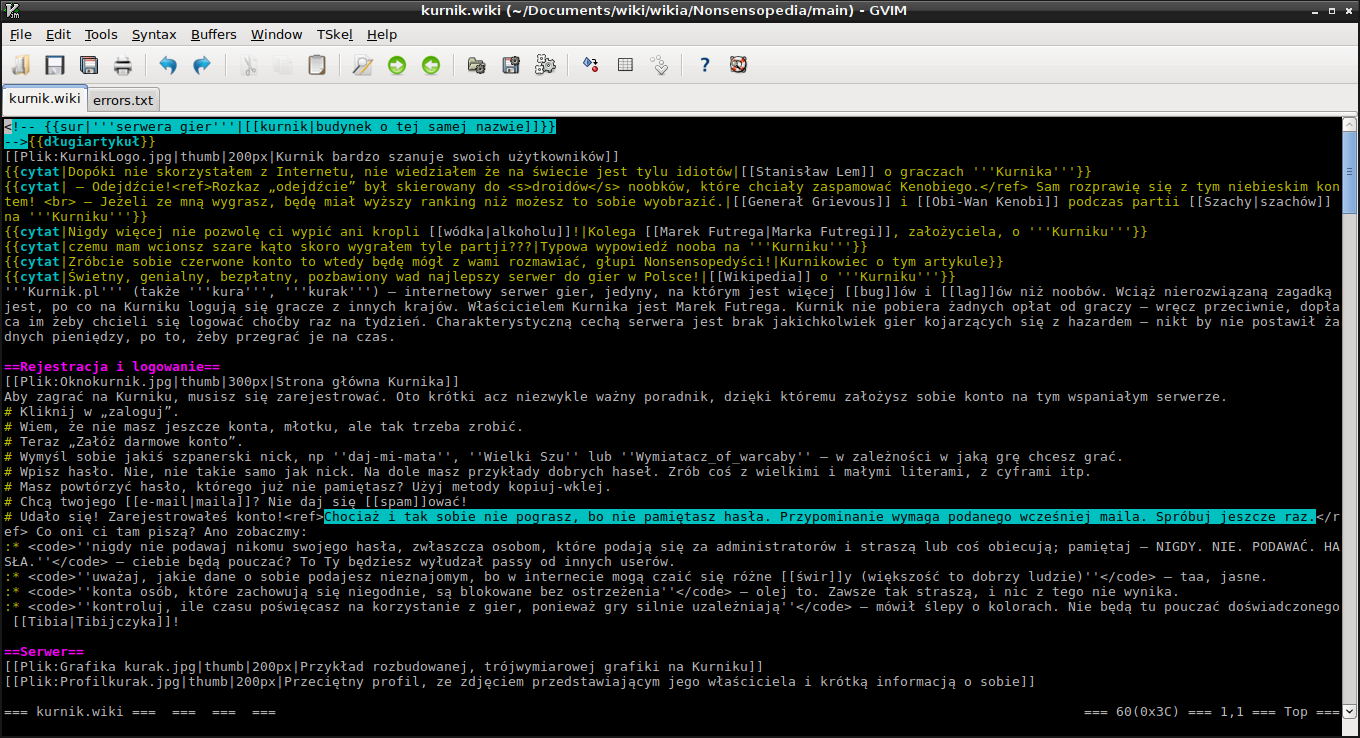 kurnik.wiki (~/Documents/wiki/wikia/Nonsensopedia/main) - GVIM
File Edit Tools Syntax Buffers Window TSkel Help
kurnik.wiki errors.txt
<!-- {{sur|'''serwera gier'''|[[kurnik|budynek o tej samej nazwie]]}}
-->{{długiartykuł}}
[[Plik:KurnikLogo.jpg|thumb|200px|Kurnik bardzo szanuje swoich użytkowników]]
{{cytat|Dopóki nie skorzystałem z Internetu, nie wiedziałem że na świecie jest tylu idiotów|[[Stanisław Lem]] o graczach '''Kurnika'''}}
{{cytat| – Odejdźcie!<ref>Rozkaz „odejdźcie” był skierowany do <s>droidów</s> noobków, które chciały zaspamować Kenobiego.</ref> Sam rozprawię się z tym niebieskim kon
tem! <br> – Jeżeli ze mną wygrasz, będę miał wyższy ranking niż możesz to sobie wyobrazić.|[[Generał Grievous]] i [[Obi-Wan Kenobi]] podczas partii [[Szachy|szachów]]
na '''Kurniku'''}}
{{cytat|Nigdy więcej nie pozwolę ci wypić ani kropli [[wódka|alkoholu]]!|Kolega [[Marek Futrega|Marka Futregi]], założyciela, o '''Kurniku'''}}
{{cytat|czemu mam wcionsz szare kąto skoro wygrałem tyle partji???|Typowa wypowiedź nooba na '''Kurniku'''}}
{{cytat|Zróbcie sobie czerwone konto to wtedy będę mógł z wami rozmawiać, głupi Nonsensopedyści!|Kurnikowiec o tym artykule}}
{{cytat|Świetny, genialny, bezpłatny, pozbawiony wad najlepszy serwer do gier w Polsce!|[[Wikipedia]] o '''Kurniku'''}}
'''Kurnik.pl''' (także '''kura''', '''kurak''') – internetowy serwer gier, jedyny, na którym jest więcej [[bug]]ów i [[lag]]ów niż noobów. Wciąż nierozwiązaną zagadką
jest, po co na Kurniku logują się gracze z innych krajów. Właścicielem Kurnika jest Marek Futrega. Kurnik nie pobiera żadnych opłat od graczy – wręcz przeciwnie, dopła
ca im żeby chcieli się logować choćby raz na tydzień. Charakterystyczną cechą serwera jest brak jakichkolwiek gier kojarzących się z hazardem – nikt by nie postawił ża
dnych pieniędzy, po to, żeby przegrać je na czas.
==Rejestracja i logowanie==
[[Plik:Oknokurnik.jpg|thumb|300px|Strona główna Kurnika]]
Aby zagrać na Kurniku, musisz się zarejestrować. Oto krótki acz niezwykle ważny poradnik, dzięki któremu założysz sobie konto na tym wspaniałym serwerze.
# Kliknij w „zaloguj”.
# Wiem, że nie masz jeszcze konta, młotku, ale tak trzeba zrobić.
# Teraz „Załóż darmowe konto”.
# Wymyśl sobie jakiś szpanerski nick, np ''daj-mi-mata'', ''Wielki Szu'' lub ''Wymiatacz_of_warcaby'' – w zależności w jaką grę chcesz grać.
# Wpisz hasło. Nie, nie takie samo jak nick. Na dole masz przykłady dobrych haseł. Zrób coś z wielkimi i małymi literami, z cyframi itp.
# Masz powtórzyć hasło, którego już nie pamiętasz? Użyj metody kopiuj-wklej.
# Chcą twojego [[e-mail|maila]]? Nie daj się [[spam]]ować!
# Udało się! Zarejestrowałeś konto!<ref>Chociaż i tak sobie nie pograsz, bo nie pamiętasz hasła. Przypominanie wymaga podanego wcześniej maila. Spróbuj jeszcze raz.</r
ef> Co oni ci tam piszą? Ano zobaczmy:
:* <code>''nigdy nie podawaj nikomu swojego hasła, zwłaszcza osobom, które podają się za administratorów i straszą lub coś obiecują; pamiętaj – NIGDY. NIE. PODAWAĆ. HA
SŁA.''</code> – ciebie będą pouczać? To Ty będziesz wyłudzał passy od innych userów.
:* <code>''uważaj, jakie dane o sobie podajesz nieznajomym, bo w internecie mogą czaić się różne [[świr]]y (większość to dobrzy ludzie)''</code> – taa, jasne.
:* <code>''konta osób, które zachowują się niegodnie, są blokowane bez ostrzeżenia''</code> – olej to. Zawsze tak straszą, i nic z tego nie wynika.
:* <code>''kontroluj, ile czasu poświęcasz na korzystanie z gier, ponieważ gry silnie uzależniają''</code> – mówił ślepy o kolorach. Nie będą tu pouczać doświadczonego
[[Tibia|Tibijczyka]]!
==Serwer==
[[Plik:Grafika kurak.jpg|thumb|200px|Przykład rozbudowanej, trójwymiarowej grafiki na Kurniku]]
[[Plik:Profilkurak.jpg|thumb|200px|Przeciętny profil, ze zdjęciem przedstawiającym jego właściciela i krótką informacją o sobie]]
=== kurnik.wiki === === === === === 60(0x3C) === 1,1 === Top ===